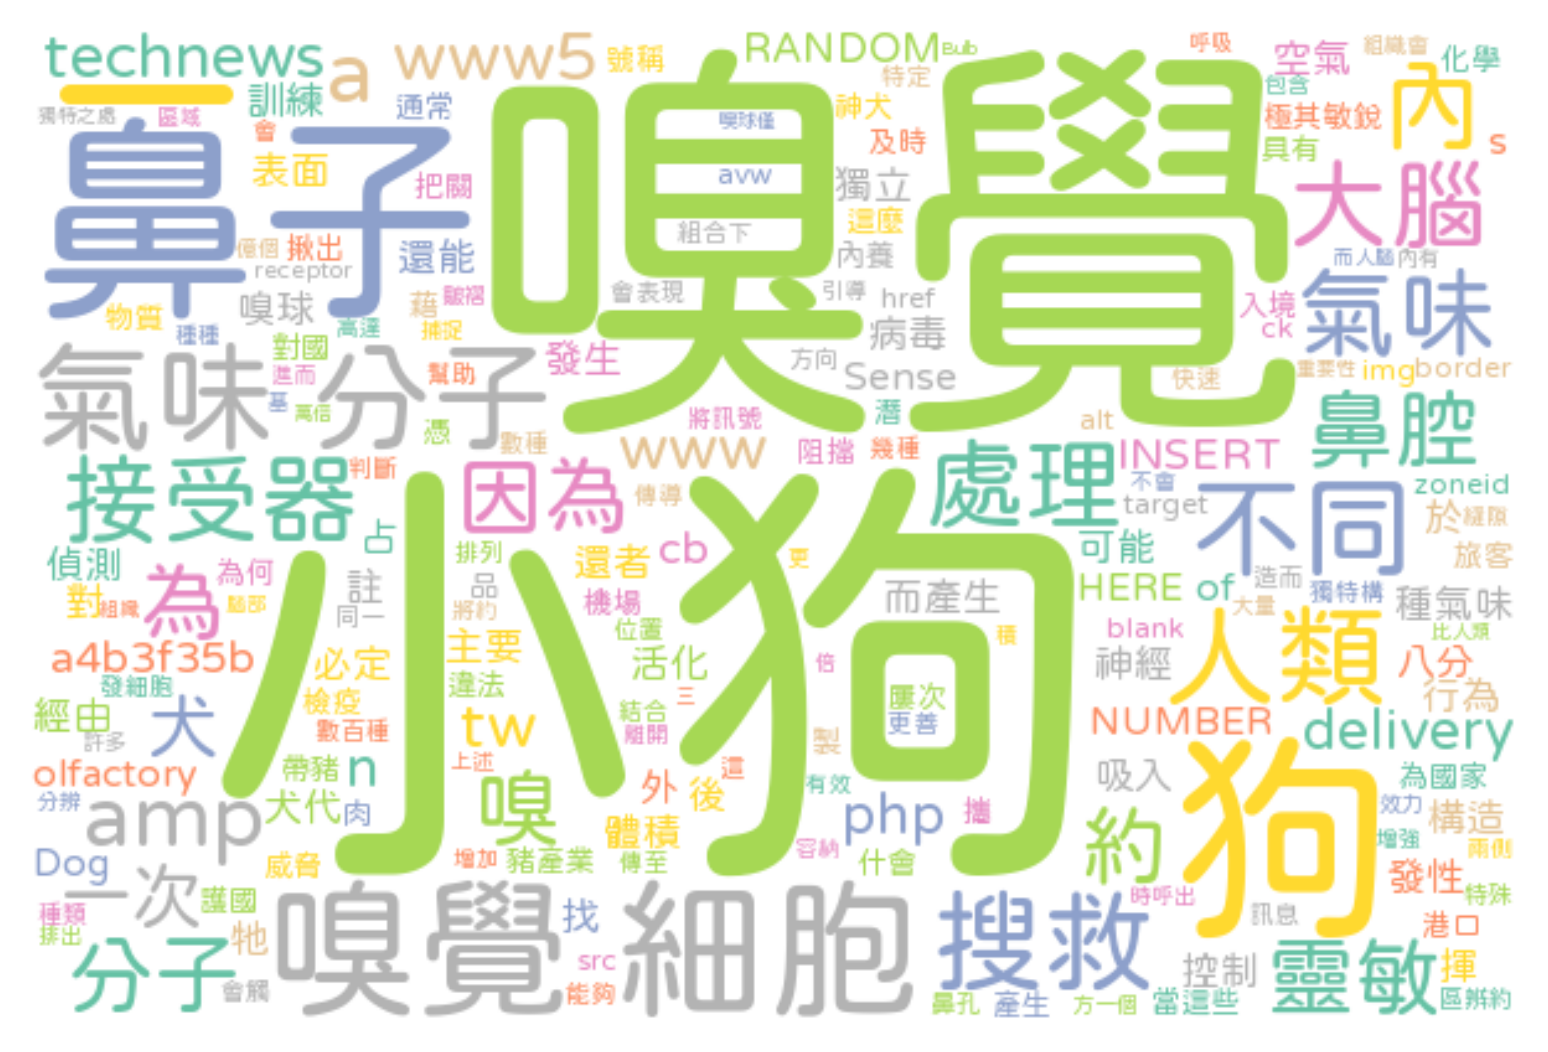 technews
a
www5
號稱
RANDOM
Bulb
呼吸
空氣
組織會
化學
一
訓練
通常
特定
包含
內
獨特之處
區域
會
嗅球僅
神犬
及時
極其敏銳
具有
s
鼻子
表面
把關
嗅覺
avw
獨立
這麼
大腦
億個
揪出
receptor
還能
組合下
內養
而人腦
內有
物質
種種
嗅球
高達
藉
皺褶
捕捉
會表現
引導
href
病毒
入境
ck
氣味
對國
進而
基
萬信
幫助
發生
方向
Sense
快速
重要性
img
border
氣味分子
憑
數種
將訊號
潛
alt
鼻腔
接受器
判斷
因為
www
傳導
阻擋
幾種
處理
INSERT
不會
target
不同
zoneid
於
縫隙
旅客
偵測
占
排列
還者
cb
更
可能
對
組織
為
為何
腦部
註
同一
品
將約
機場
位置
而產生
HERE
of
造而
大量
獨特構
種氣味
a4b3f35b
發細胞
必定
主要
違法
活化
倍
積
blank
神經
人類
比人類
八分
行為
經由
許多
犬
檢疫
數百種
小狗
tw
結合
離開
三
屢次
更善
NUMBER
delivery
olfactory
分辨
帶豬
n
上述
外
後
這
製
有效
吸入
狗
為國家
amp
犬代
肉
嗅
體積
php
攜
約
效力
構造
增強
兩側
Dog
威脅
增加
豬產業
傳至
容納
什會
一次
護國
嗅覺細胞
找
搜救
時呼出
訊息
發性
特殊
種類
排出
港口
分子
牠
會觸
src
能夠
鼻孔
產生
方一個
當這些
控制
靈敏
揮
區辨約